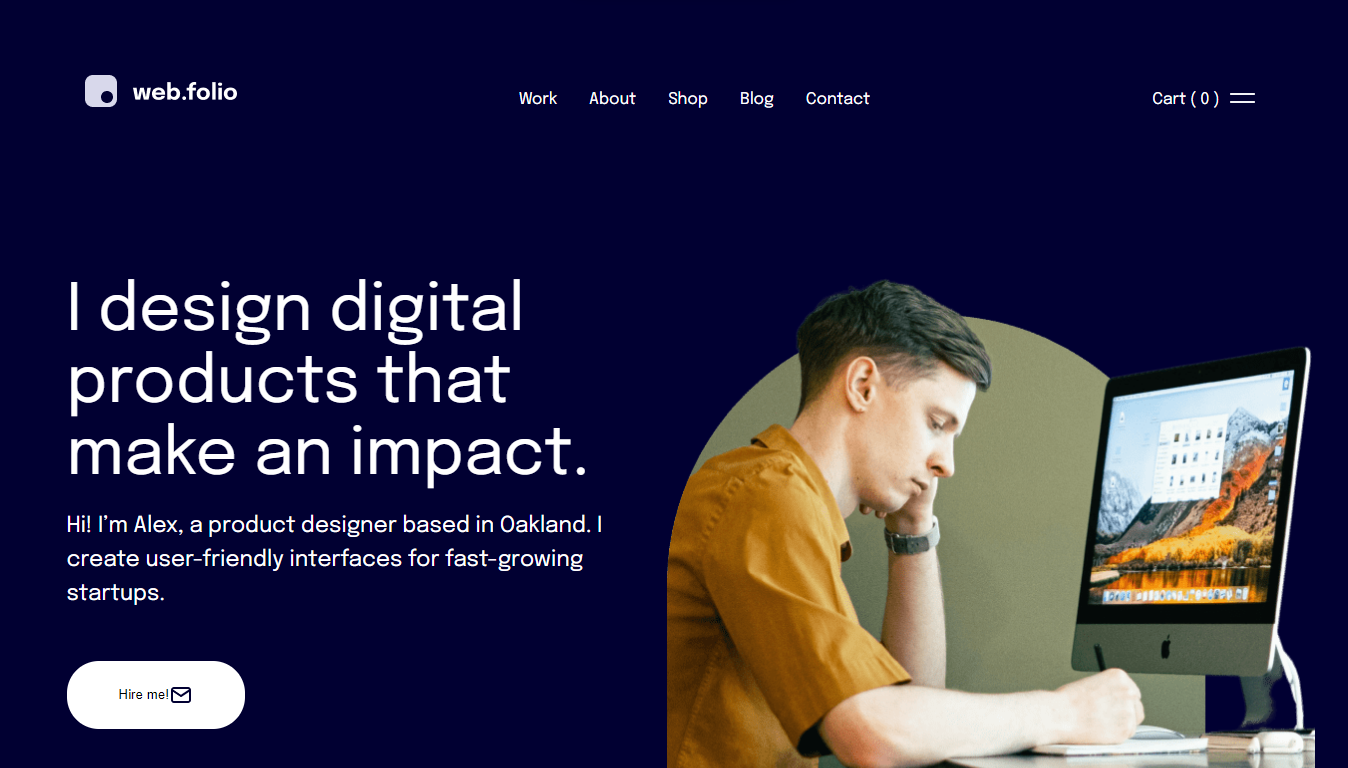 web.folio
Work About Shop Blog Contact
Cart ( 0 )
I design digital
products that
make an impact.
Hi! I’m Alex, a product designer based in Oakland. I
create user-friendly interfaces for fast-growing
startups.
Hire me!